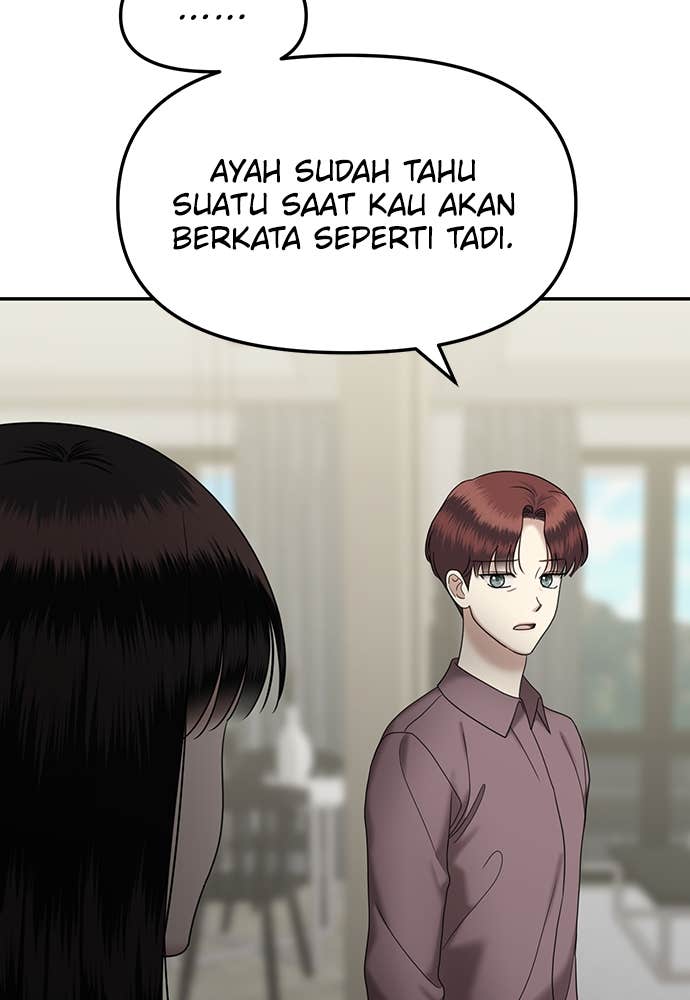 ......
AYAH SUDAH TAHU
SUATU SAAT KAU AKAN
BERKATA SEPERTI TADI.